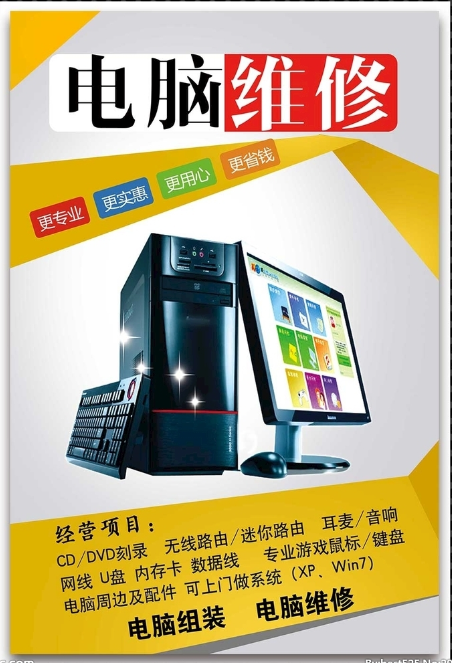 电脑维修
更专业 更实惠 更用心 更省钱
经营项目：
CD/DVD刻录 无线路由/迷你路由 耳麦/音响
网线 U盘 内存卡 数据线 专业游戏鼠标/键盘
电脑周边及配件 可上门做系统（XP、Win7）
电脑组装 电脑维修